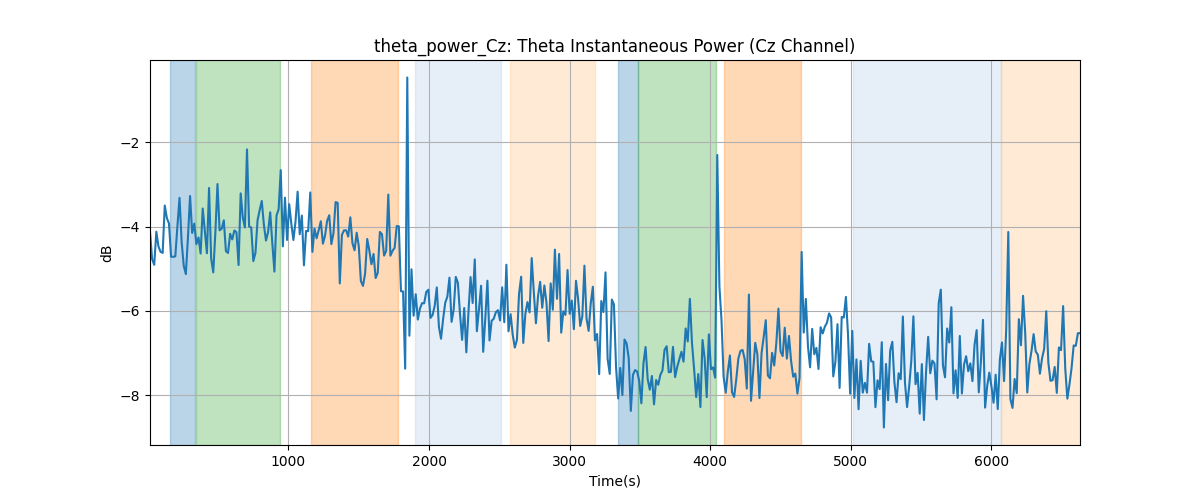 theta_power_Cz: Theta Instantaneous Power (Cz Channel)
dB
−2
−4
−6
−8
1000 2000 3000 4000 5000 6000
Time(s)